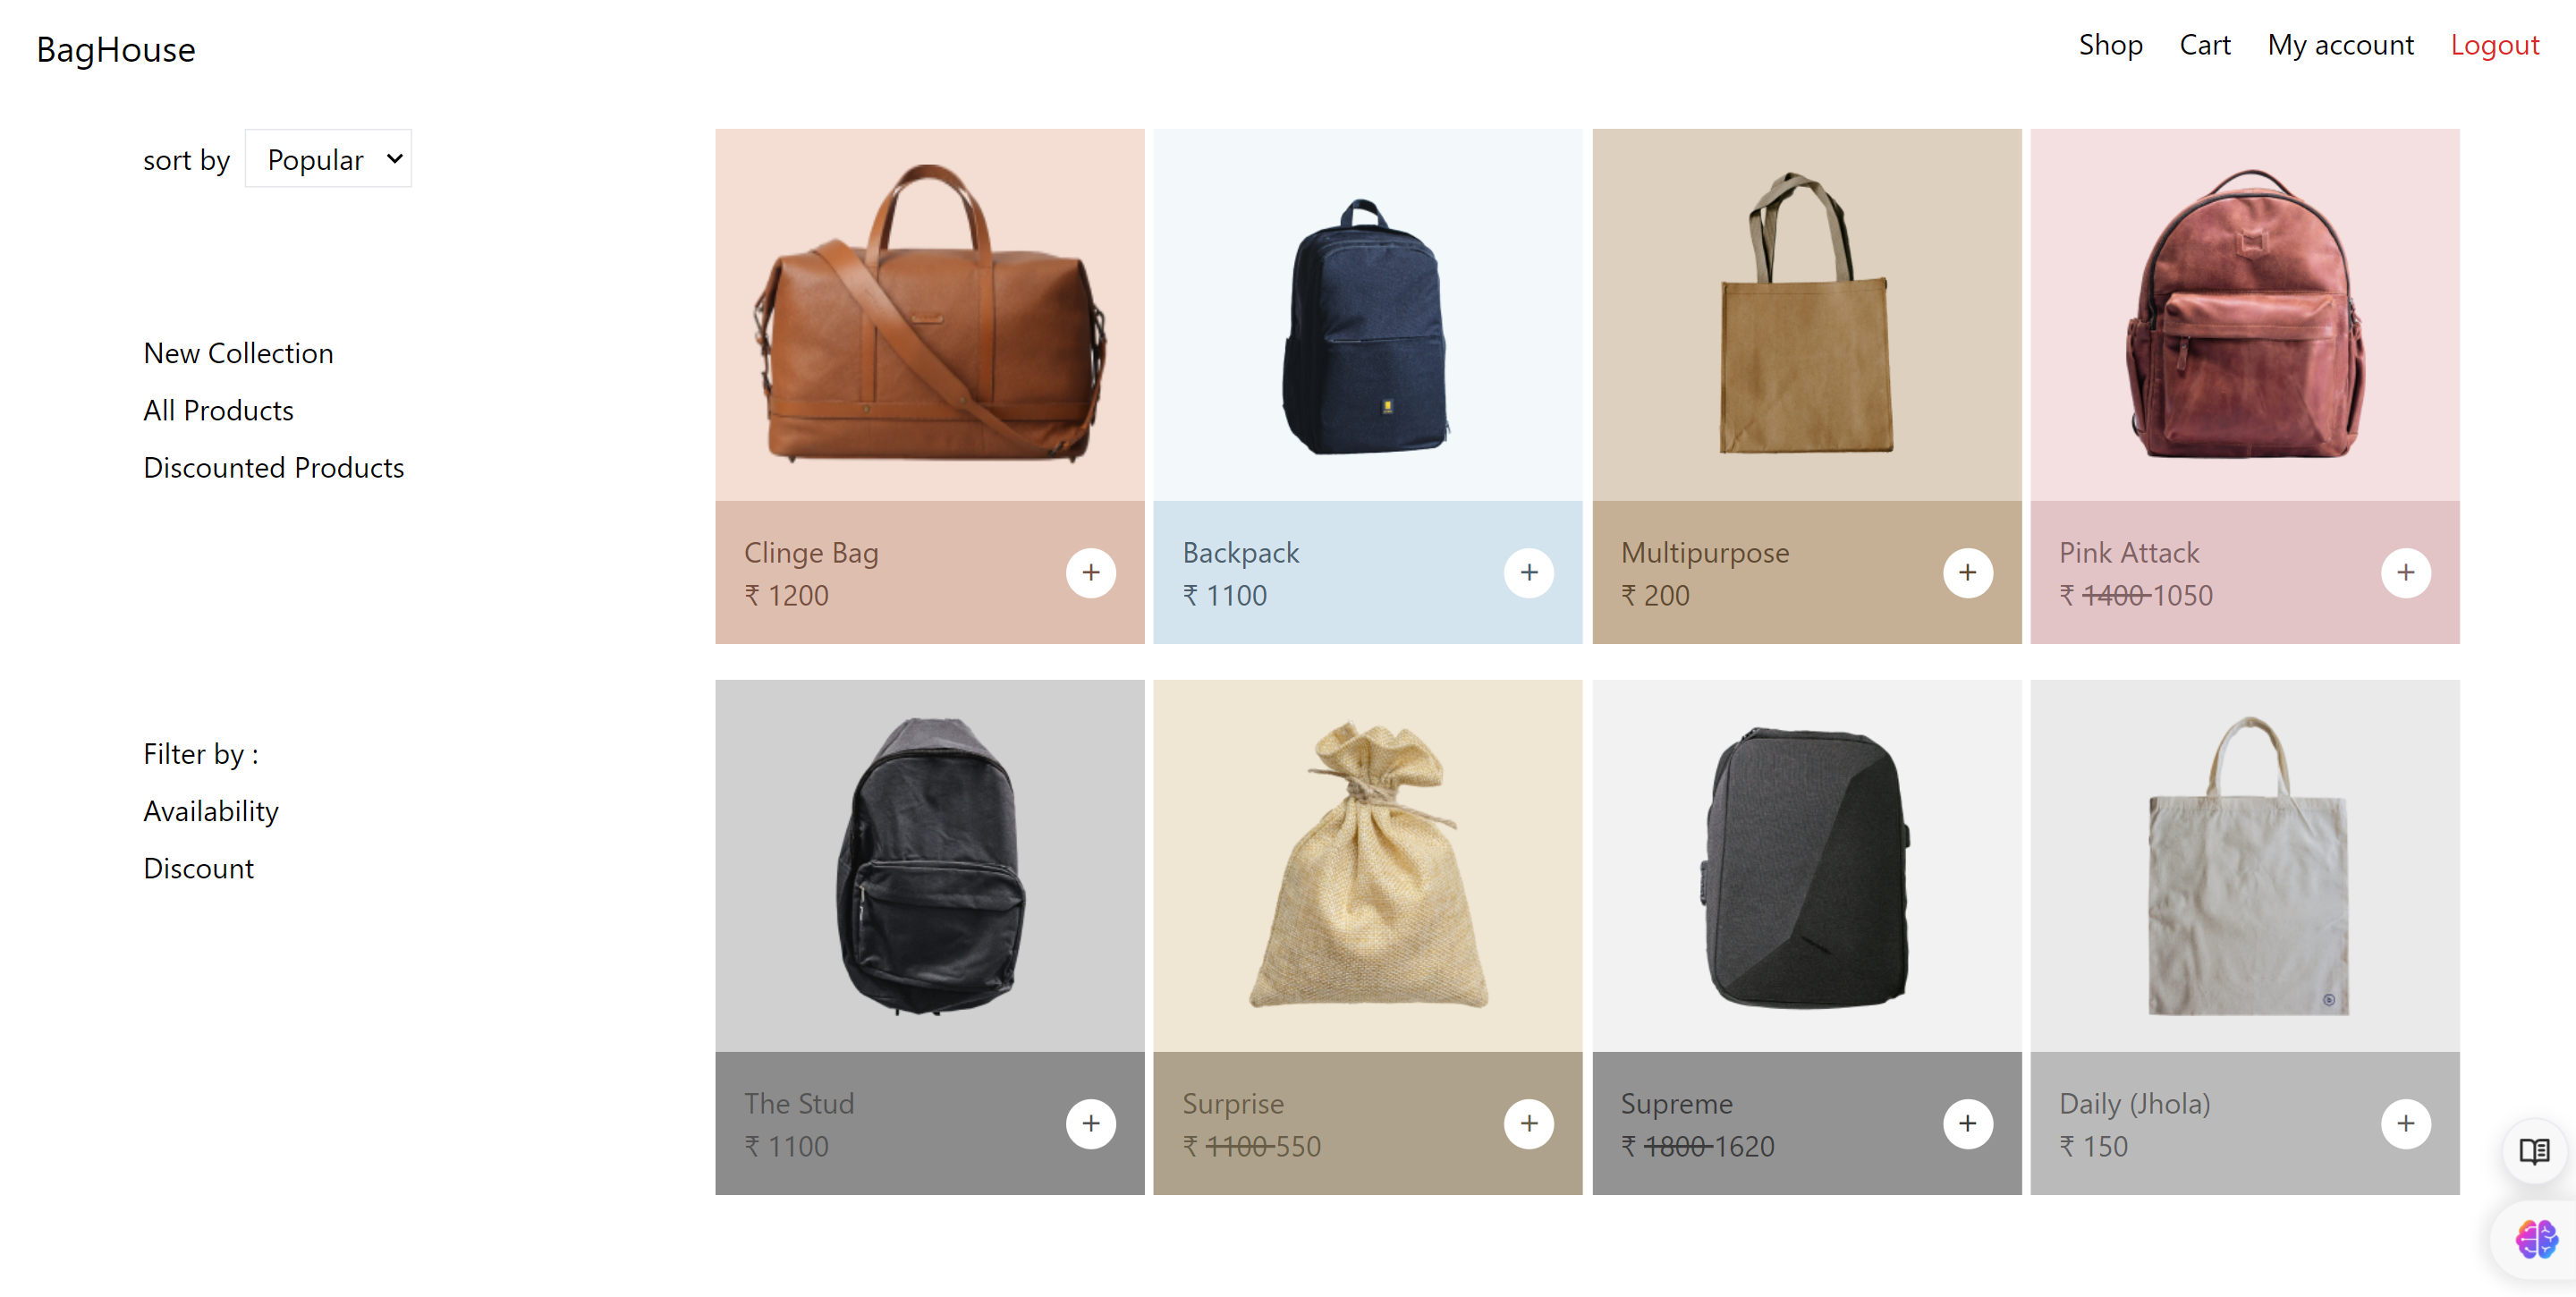 BagHouse
Shop Cart My account Logout
sort by Popular
New Collection
All Products
Discounted Products
Filter by :
Availability
Discount
Clinge Bag
₹ 1200
+
Backpack
₹ 1100
+
Multipurpose
₹ 200
+
Pink Attack
₹ 1400 1050
+
The Stud
₹ 1100
+
Surprise
₹ 1100 550
+
Supreme
₹ 1800 1620
+
Daily (Jhola)
₹ 150
+